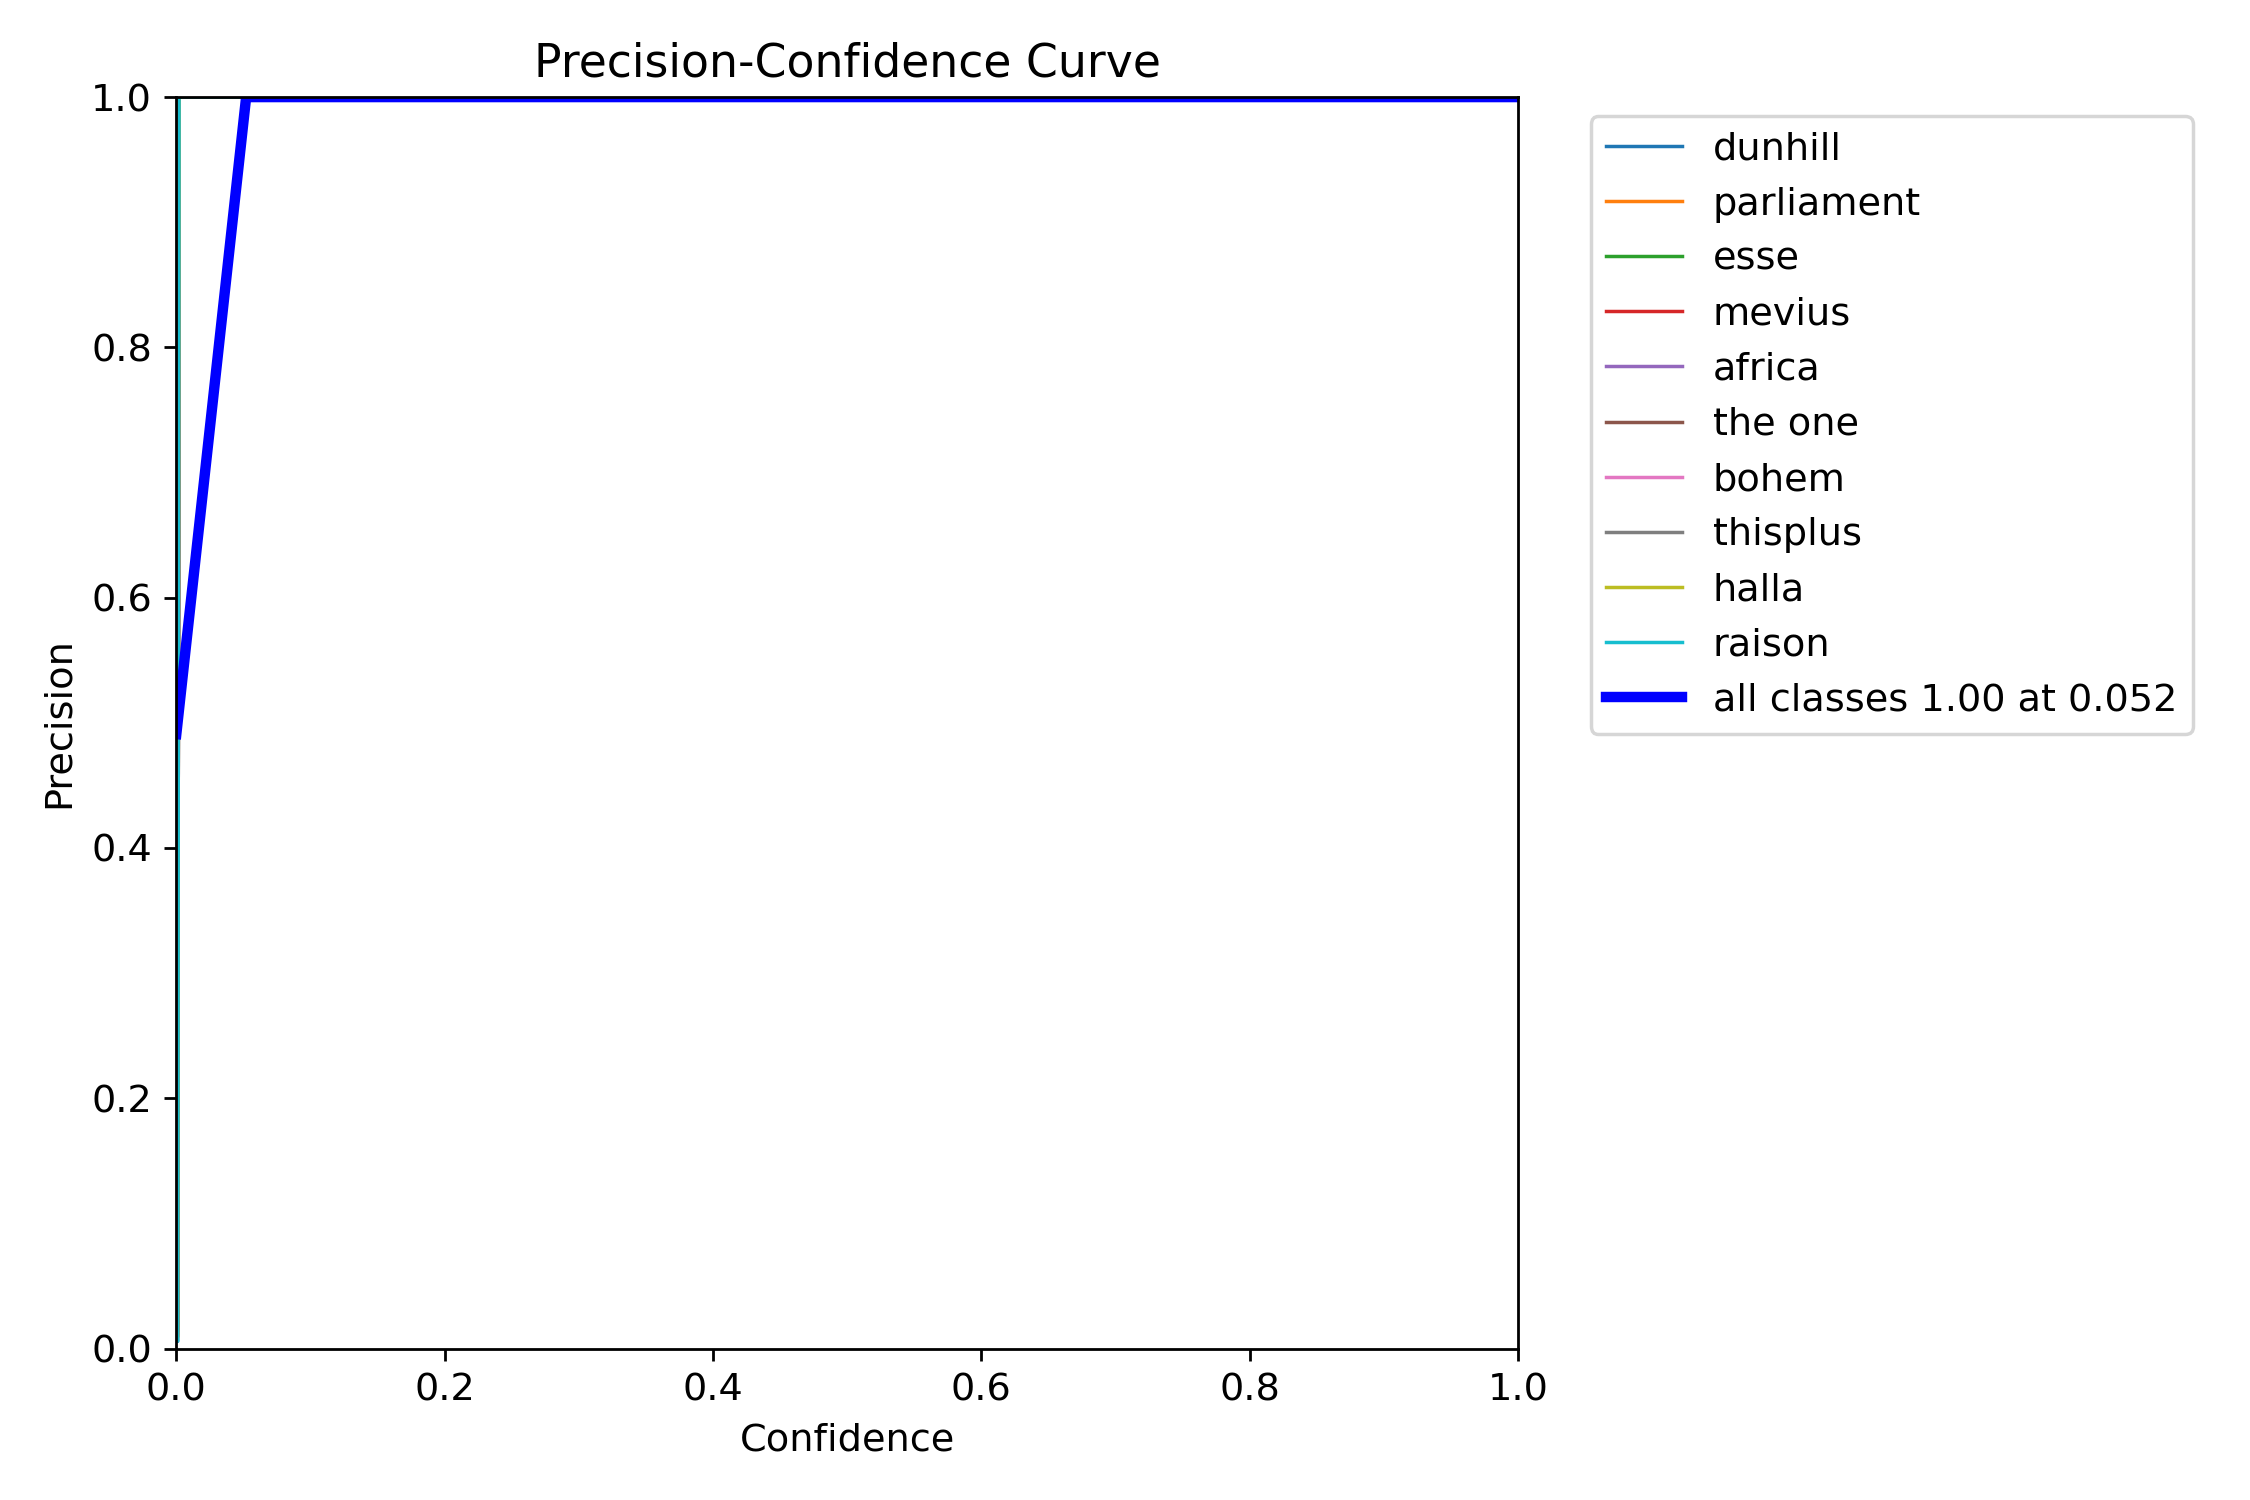 Precision-Confidence Curve
1.0
0.8
0.6
0.4
0.2
0.0
Precision
0.0 0.2 0.4 0.6 0.8 1.0
Confidence
dunhill
parliament
esse
mevius
africa
the one
bohem
thisplus
halla
raison
all classes 1.00 at 0.052